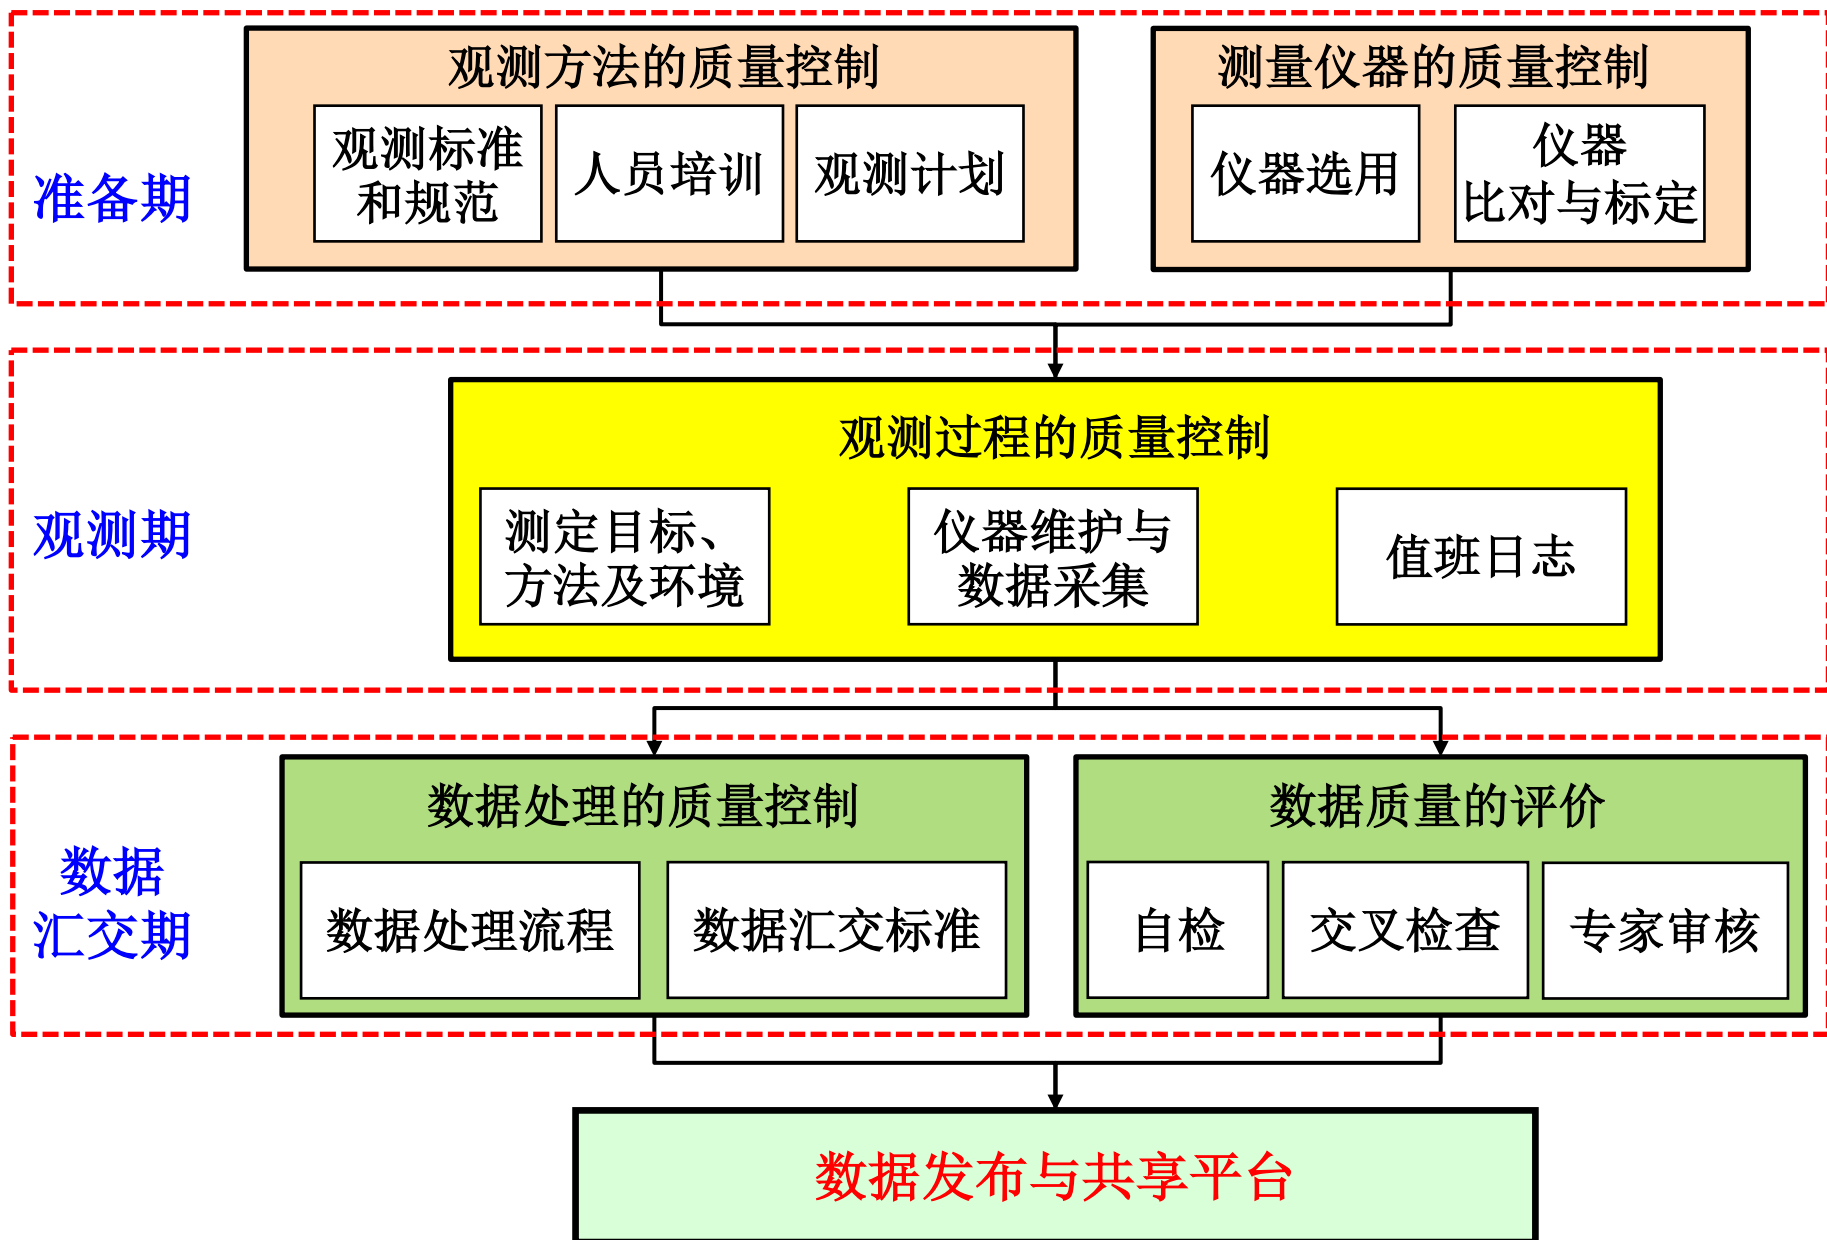 准备期
观测方法的质量控制
观测标准
和规范
人员培训
观测计划
测量仪器的质量控制
仪器选用
仪器
比对与标定
观测期
观测过程的质量控制
测定目标、
方法及环境
仪器维护与
数据采集
值班日志
数据
汇交期
数据处理的质量控制
数据处理流程
数据汇交标准
数据质量的评价
自检
交叉检查
专家审核
数据发布与共享平台